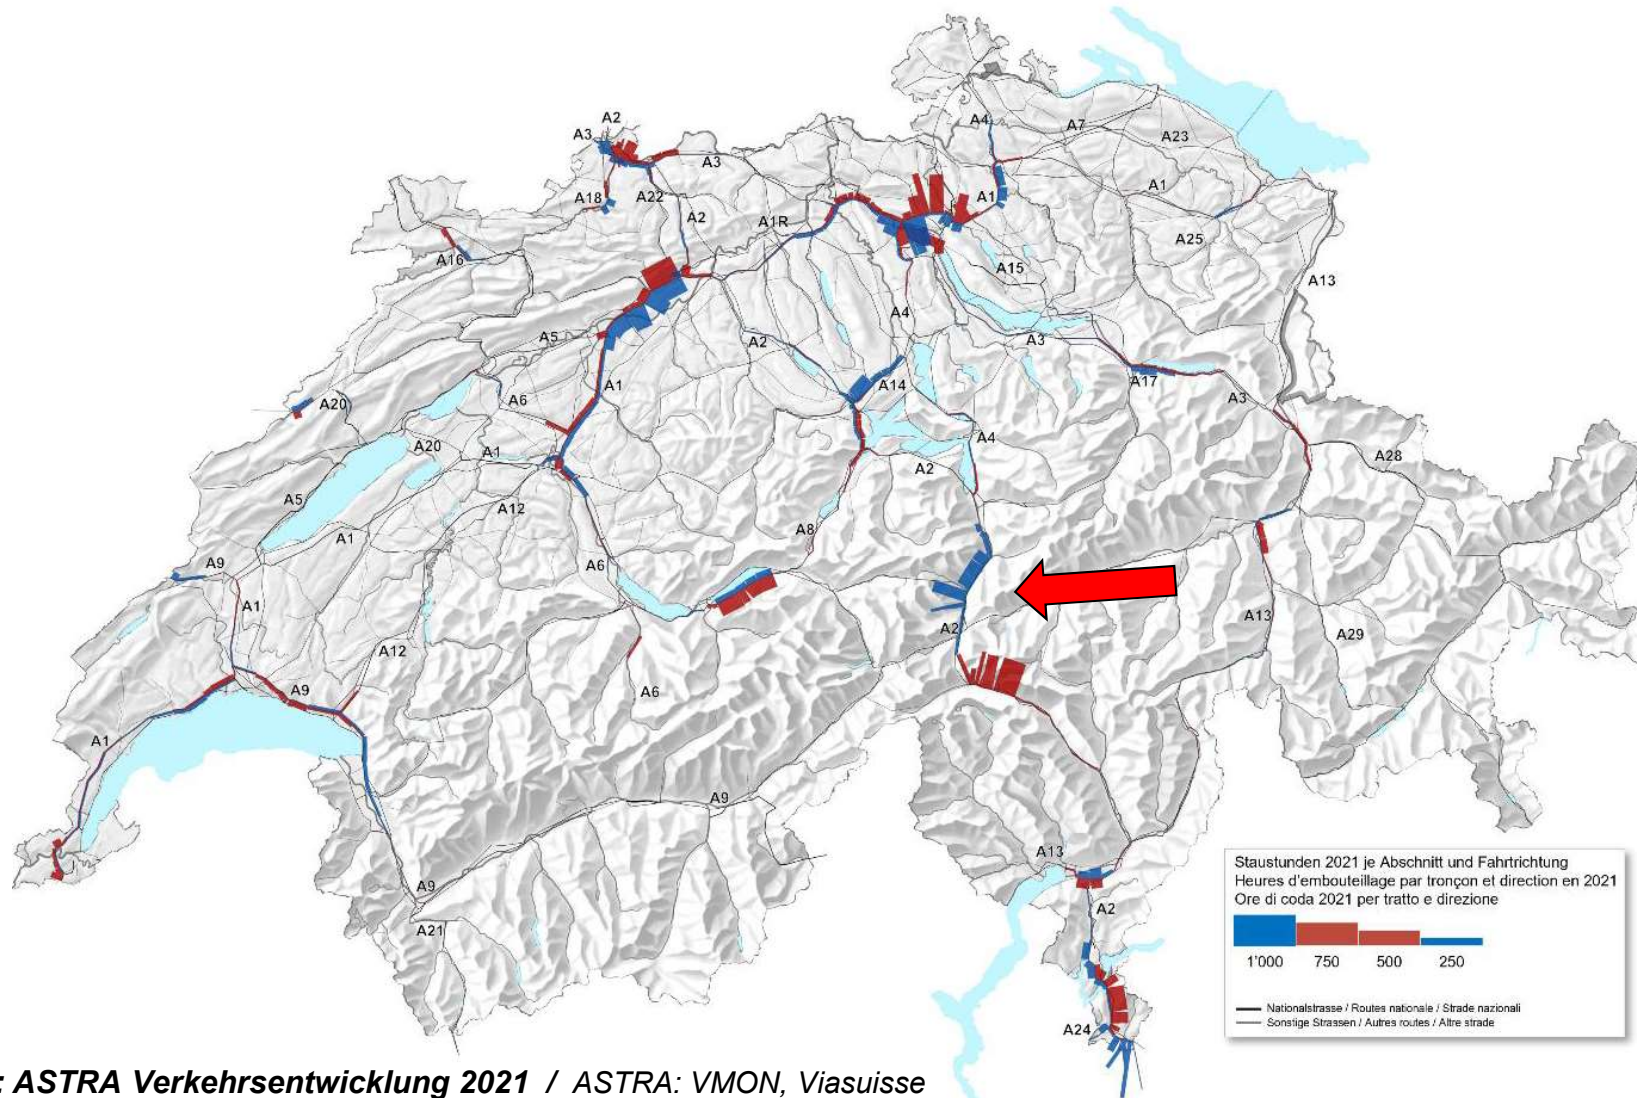 A2
A3
A4
A7
A23
A3
A18
A22
A1
A1
A2
A1R
A25
A16
A15
A13
A4
A5
A2
A3
A14
A17
A1
A6
A20
A3
A4
A20
A1
A2
A28
A5
A12
A1
A8
A9
A6
A1
A2
A13
A29
A12
A9
A6
A1
A9
A13
A9
A2
A21
A24
Staustunden 2021 je Abschnitt und Fahrtrichtung
Heures d'embouteillage par tronçon et direction en 2021
Ore di coda 2021 per tratto e direzione
1'000 750 500 250
Nationalstrasse / Routes nationale / Strade nazionali
Sonstige Strassen / Autres routes / Altre strade
: ASTRA Verkehrsentwicklung 2021 / ASTRA: VMON, Viasuisse